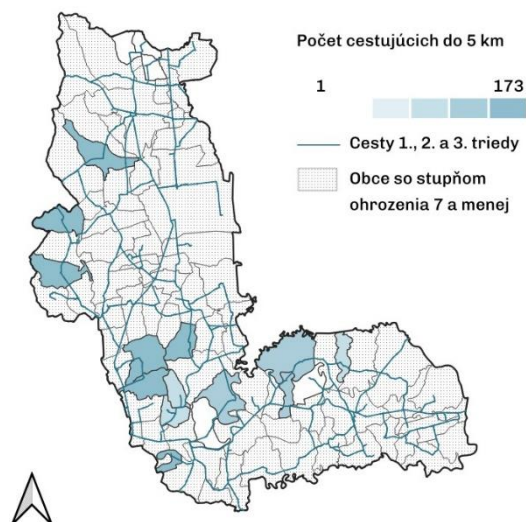 Počet cestujúcich do 5 km
1 173
Cesty 1., 2. a 3. triedy
Obce so stupňom
ohrozenia 7 a menej